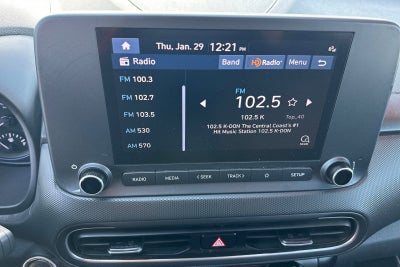 Thu, Jan. 29 12:21 PM
Radio Band HD Radio Menu
FM 100.3
FM 102.7
FM 103.5
AM 530
AM 570
FM 102.5
102.5 K Top_40
102.5 K-DON The Central Coast's #1
Hit Music Station 102.5 K-DON
RADIO MEDIA < SEEK TRACK > SETUP